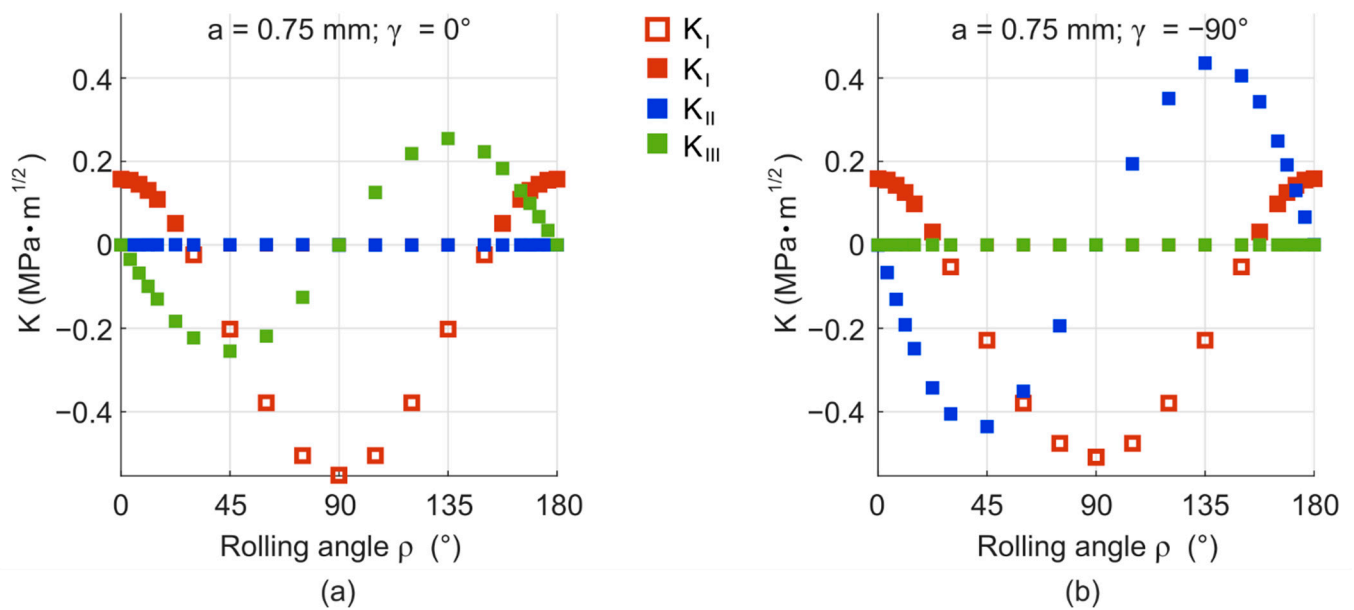 a = 0.75 mm; γ = 0°
K (MPa•m^1/2)
0.4
0.2
0
−0.2
−0.4
0 45 90 135 180
Rolling angle ρ (°)
(a)
K_I
K_I
K_II
K_III
a = 0.75 mm; γ = −90°
K (MPa•m^1/2)
0.4
0.2
0
−0.2
−0.4
0 45 90 135 180
Rolling angle ρ (°)
(b)